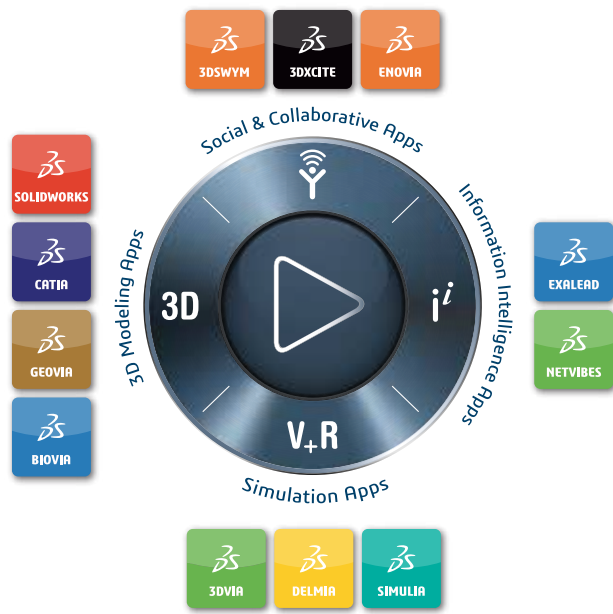 3DSWYM
3DXCITE
ENOVIA
Social & Collaborative Apps
SOLIDWORKS
CATIA
GEOVIA
BIOVIA
3D Modeling Apps
3D
i i
Information Intelligence Apps
EXALEAD
NETVIBES
V+R
Simulation Apps
3DVIA
DELMIA
SIMULIA